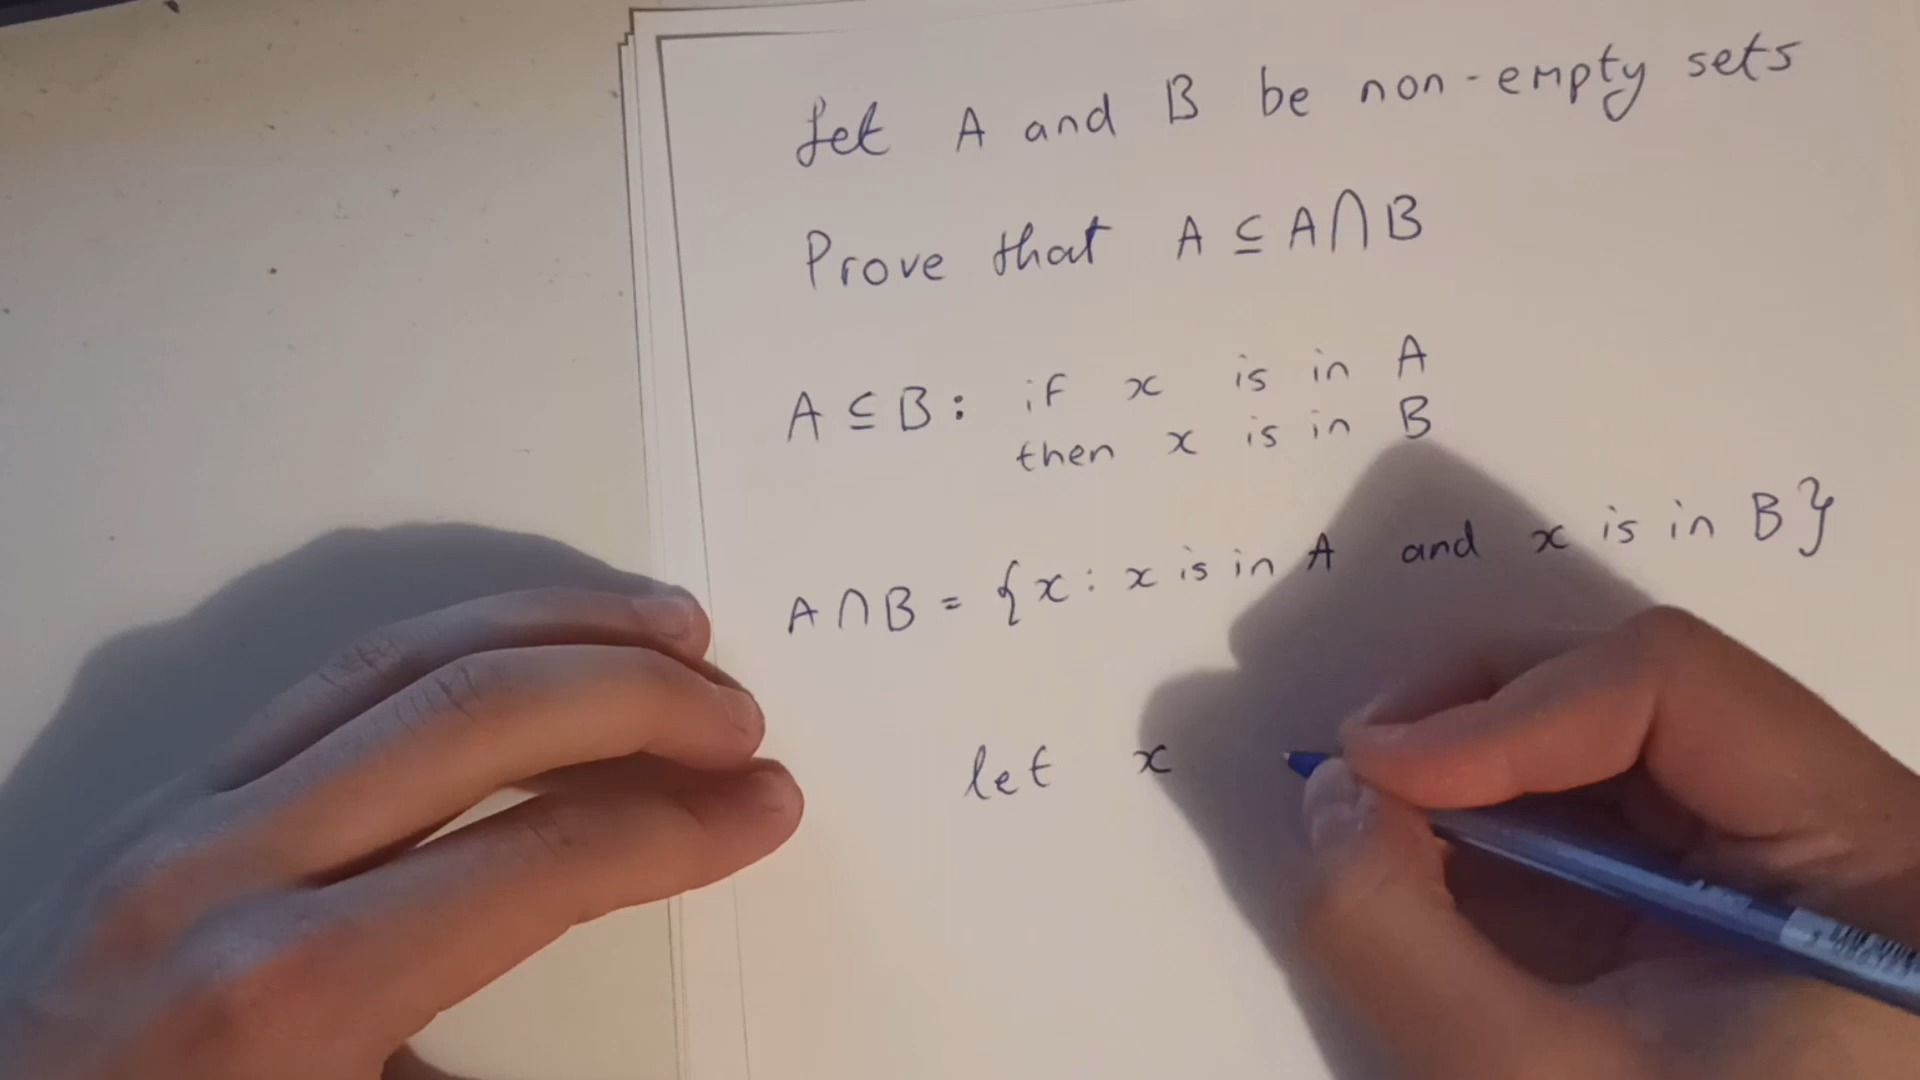 Let A and B be non-empty sets
Prove that A ⊆ A ∩ B
A ⊆ B : if x is in A
then x is in B
A ∩ B = {x : x is in A and x is in B}
let x